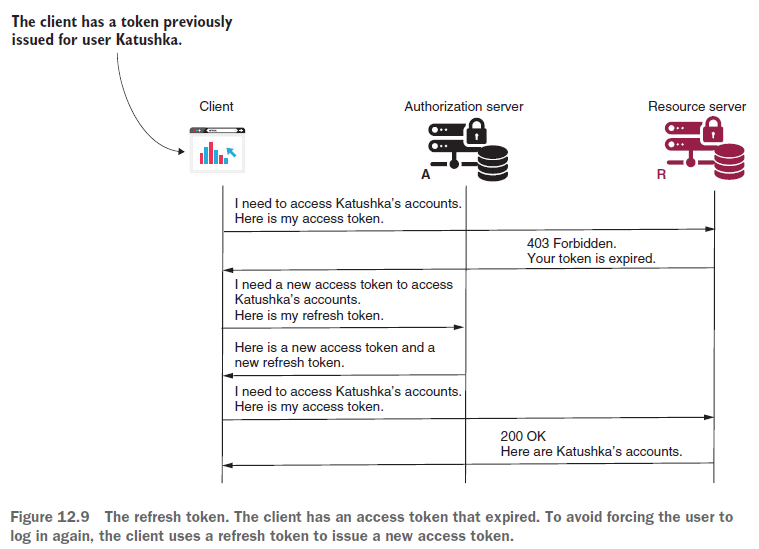 The client has a token previously
issued for user Katushka.
Client
Authorization server
Resource server
A
R
I need to access Katushka's accounts.
Here is my access token.
403 Forbidden.
Your token is expired.
I need a new access token to access
Katushka's accounts.
Here is my refresh token.
Here is a new access token and a
new refresh token.
I need to access Katushka's accounts.
Here is my access token.
200 OK
Here are Katushka's accounts.
Figure 12.9 The refresh token. The client has an access token that expired. To avoid forcing the user to
log in again, the client uses a refresh token to issue a new access token.